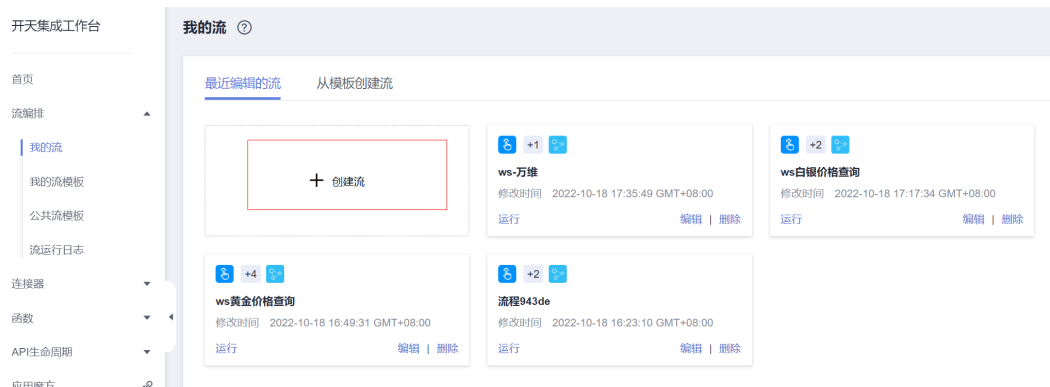 开天集成工作台
我的流 ?
首页
流编排
我的流
我的流模板
公共流模板
流运行日志
连接器
函数
API生命周期
应用魔方
最近编辑的流 从模板创建流
+ 创建流
+1
ws-万维
修改时间 2022-10-18 17:35:49 GMT+08:00
运行 编辑 | 删除
+2
ws白银价格查询
修改时间 2022-10-18 17:17:34 GMT+08:00
运行 编辑 | 删除
+4
ws黄金价格查询
修改时间 2022-10-18 16:49:31 GMT+08:00
运行 编辑 | 删除
+2
流程943de
修改时间 2022-10-18 16:23:10 GMT+08:00
运行 编辑 | 删除